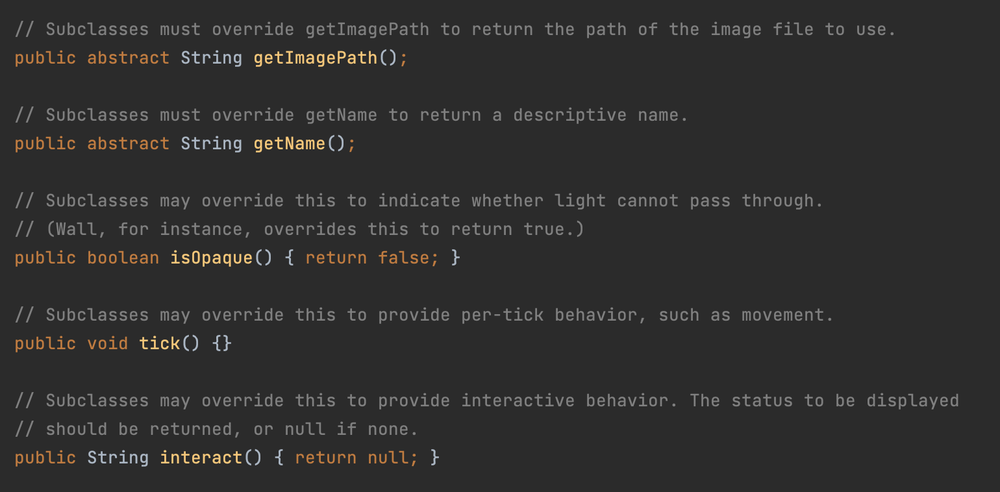 // Subclasses must override getImagePath to return the path of the image file to use.
public abstract String getImagePath();
// Subclasses must override getName to return a descriptive name.
public abstract String getName();
// Subclasses may override this to indicate whether light cannot pass through.
// (Wall, for instance, overrides this to return true.)
public boolean isOpaque() { return false; }
// Subclasses may override this to provide per-tick behavior, such as movement.
public void tick() {}
// Subclasses may override this to provide interactive behavior. The status to be displayed
// should be returned, or null if none.
public String interact() { return null; }